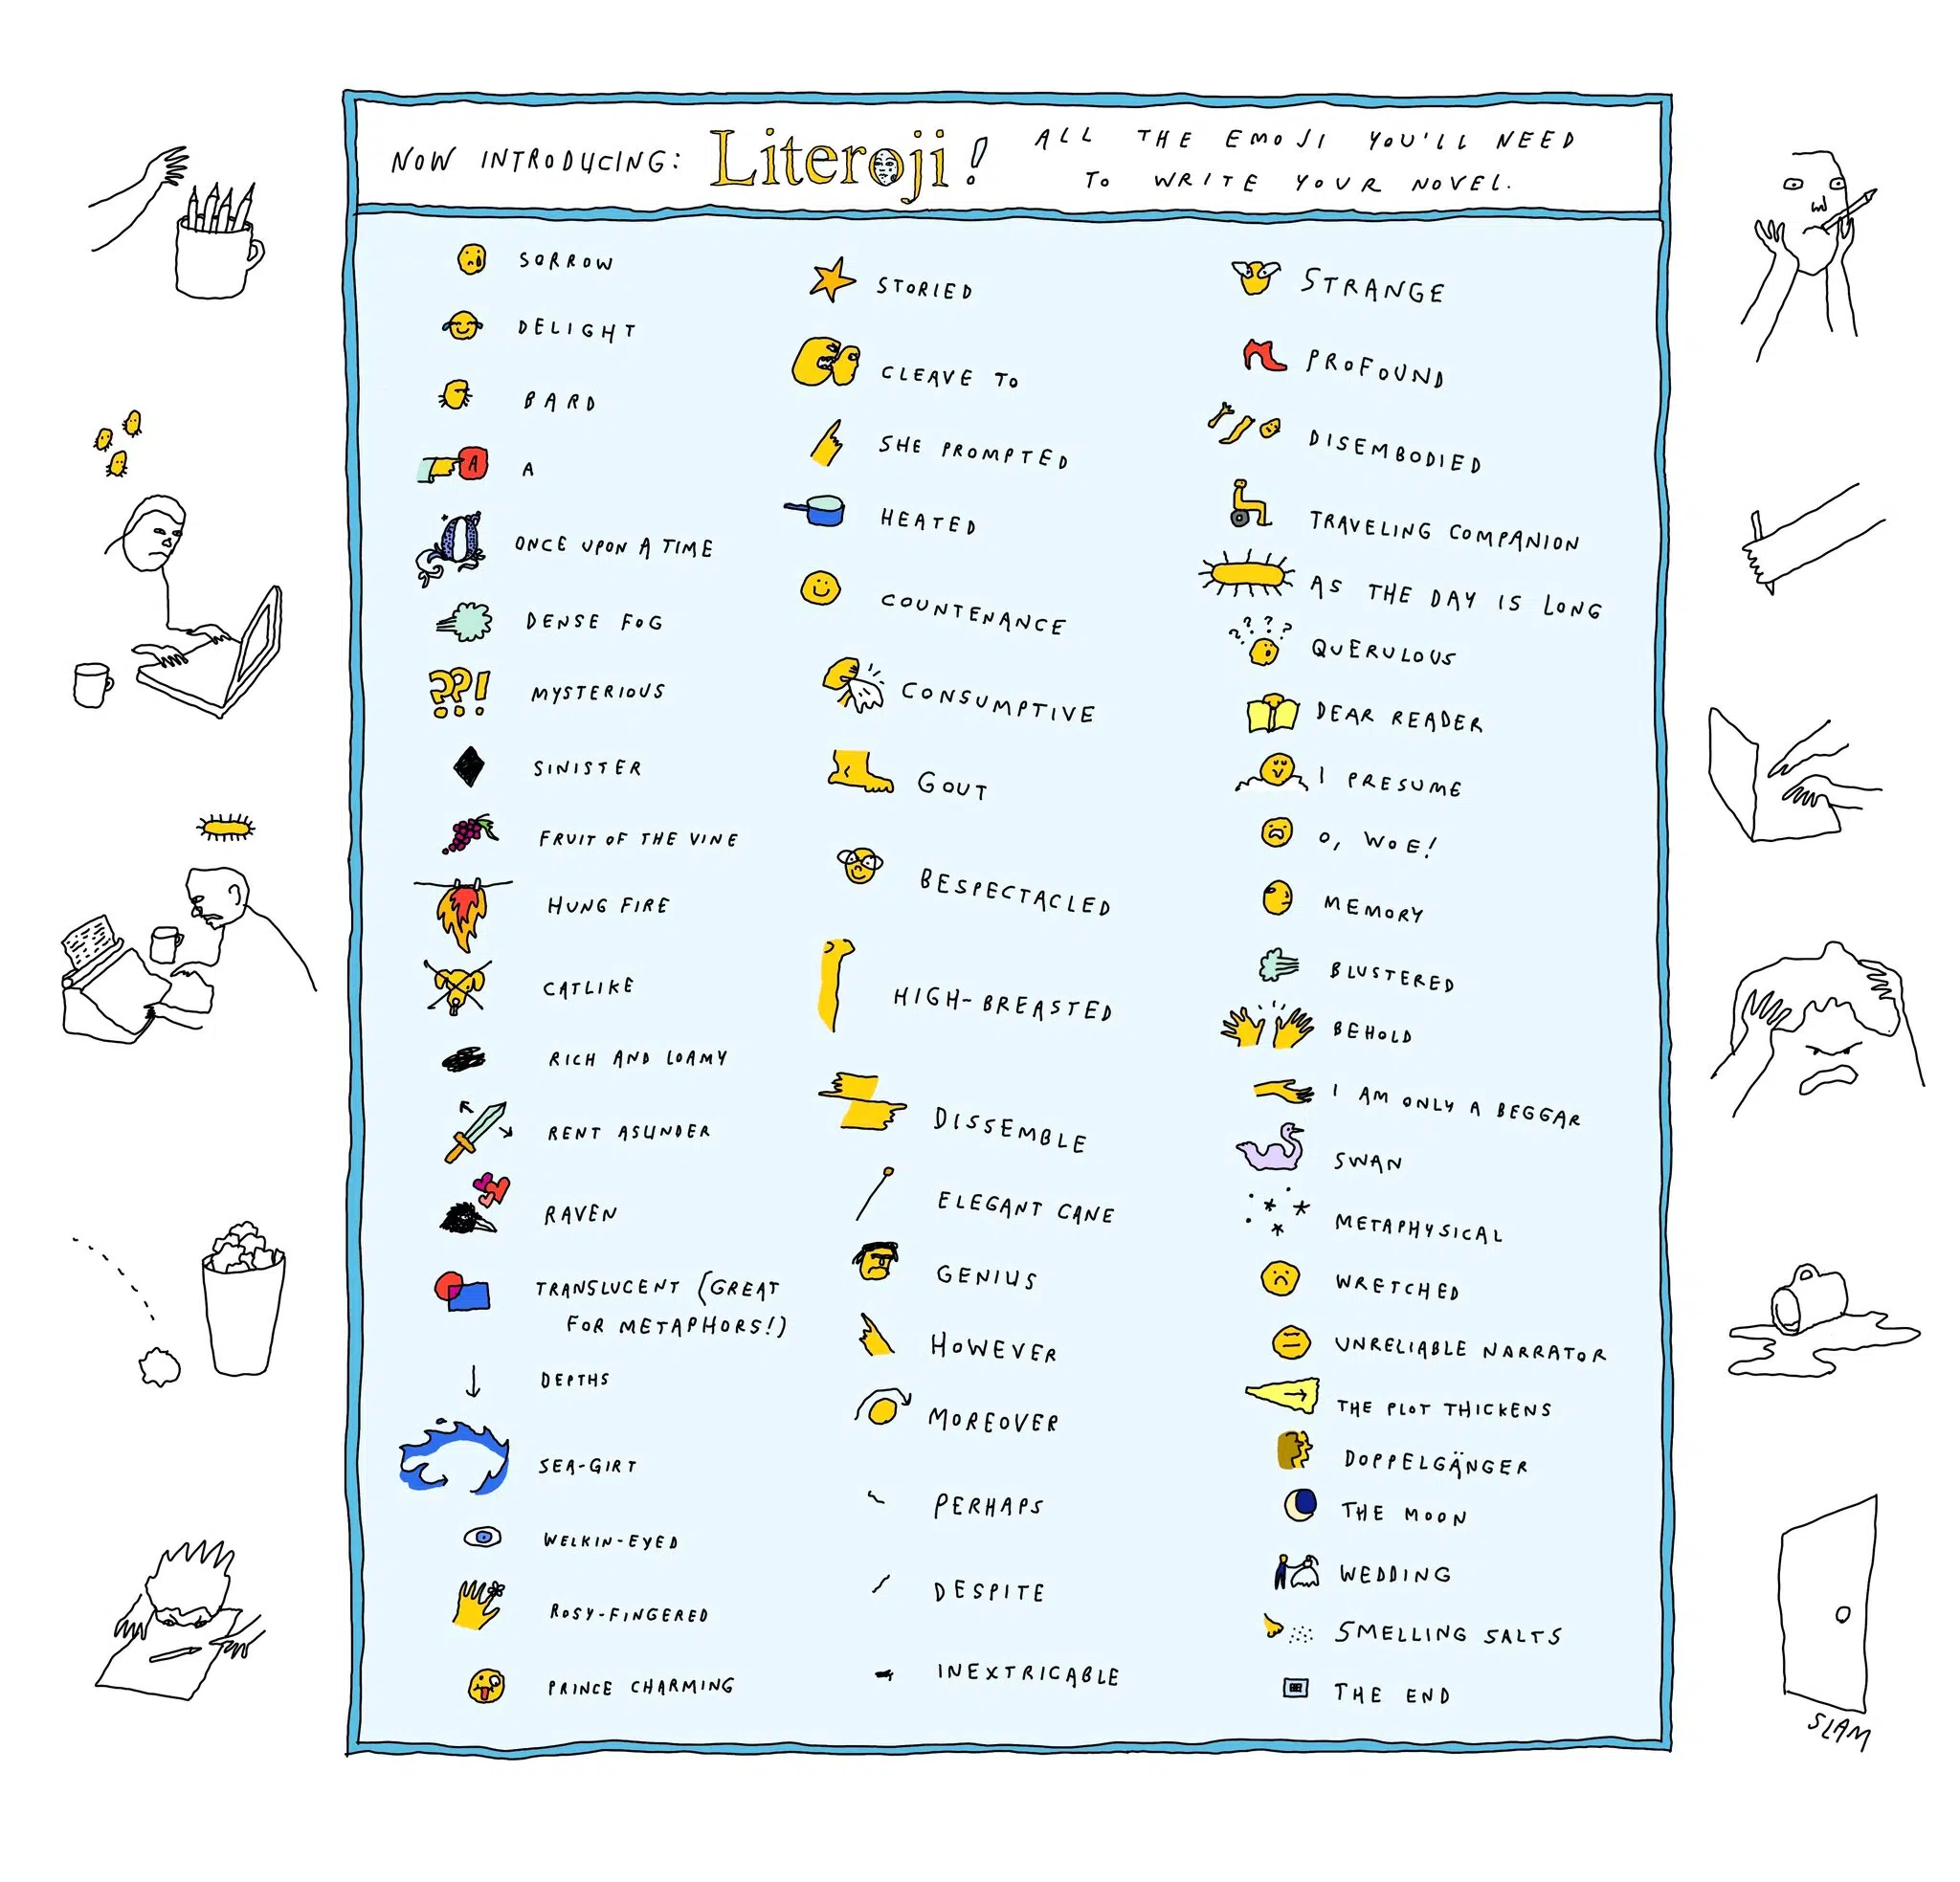 NOW INTRODUCING: Literoji!
ALL THE EMOJI YOU'LL NEED
TO WRITE YOUR NOVEL.
SORROW
DELIGHT
BARD
A
A
ONCE UPON A TIME
DENSE FOG
??!
MYSTERIOUS
SINISTER
FRUIT OF THE VINE
HUNG FIRE
CATLIKE
RICH AND LOAMY
RENT ASUNDER
RAVEN
TRANSLUCENT (GREAT
FOR METAPHORS!)
DEPTHS
SEA-GIRT
WELKIN-EYED
ROSY-FINGERED
PRINCE CHARMING
STORIED
CLEAVE TO
SHE PROMPTED
HEATED
COUNTENANCE
CONSUMPTIVE
GOUT
BESPECTACLED
HIGH-BREASTED
DISSEMBLE
ELEGANT CANE
GENIUS
HOWEVER
MOREOVER
PERHAPS
DESPITE
INEXTRICABLE
STRANGE
PROFOUND
DISEMBODIED
TRAVELING COMPANION
AS THE DAY IS LONG
????
QUERULOUS
DEAR READER
I PRESUME
O, WOE!
MEMORY
BLUSTERED
BEHOLD
I AM ONLY A BEGGAR
SWAN
METAPHYSICAL
WRETCHED
UNRELIABLE NARRATOR
THE PLOT THICKENS
DOPPELGÄNGER
THE MOON
WEDDING
SMELLING SALTS
THE END
SLAM